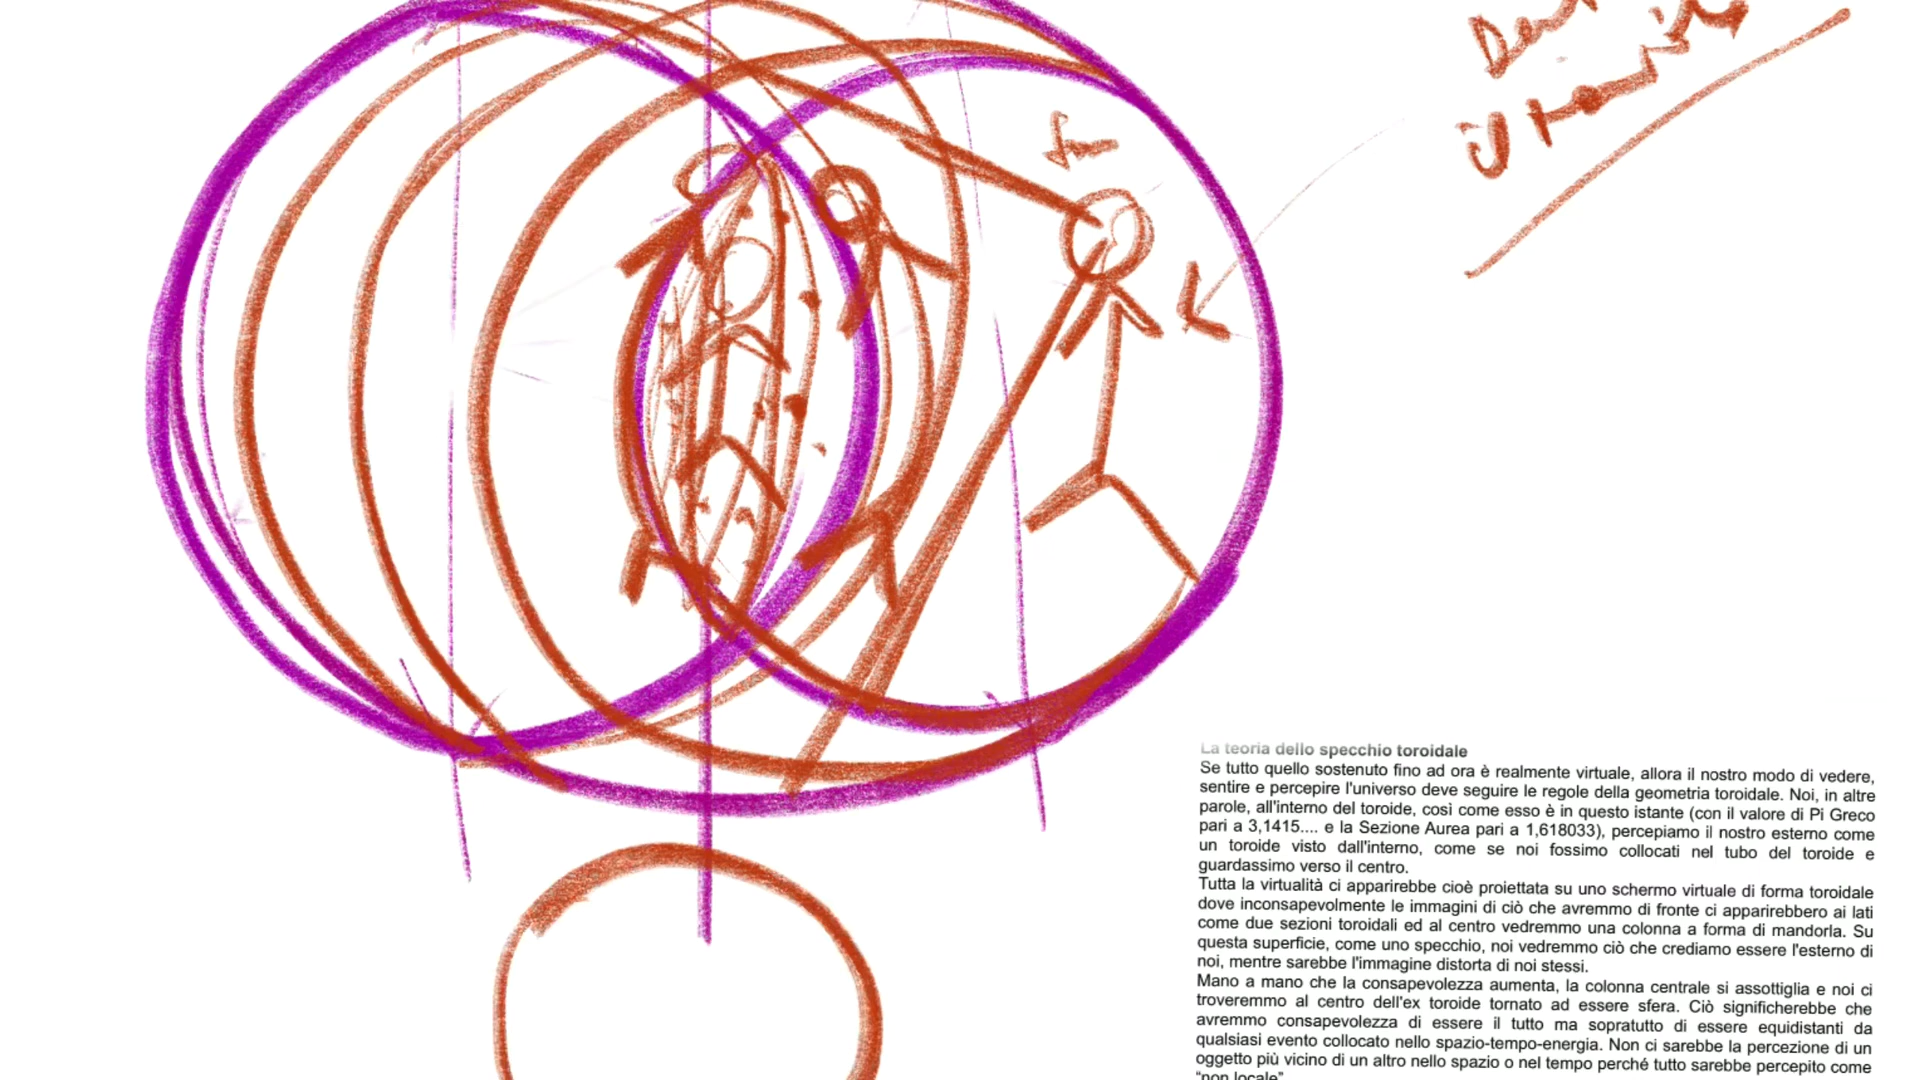 il
La teoria dello specchio toroidale
Se tutto quello sostenuto fino ad ora è realmente virtuale, allora il nostro modo di vedere,
sentire e percepire l'universo deve seguire le regole della geometria toroidale. Noi, in altre
parole, all'interno del toroide, così come esso è in questo istante (con il valore di Pi Greco
pari a 3,1415.... e la Sezione Aurea pari a 1,618033), percepiamo il nostro esterno come
un toroide visto dall'interno, come se noi fossimo collocati nel tubo del toroide e
guardassimo verso il centro.
Tutta la virtualità ci apparirebbe cioè proiettata su uno schermo virtuale di forma toroidale
dove inconsapevolmente le immagini di ciò che avremmo di fronte ci apparirebbero ai lati
come due sezioni toroidali ed al centro vedremmo una colonna a forma di mandorla. Su
questa superficie, come uno specchio, noi vedremmo ciò che crediamo essere l'esterno di
noi, mentre sarebbe l'immagine distorta di noi stessi.
Mano a mano che la consapevolezza aumenta, la colonna centrale si assottiglia e noi ci
troveremmo al centro dell'ex toroide tornato ad essere sfera. Ciò significherebbe che
avremmo consapevolezza di essere il tutto ma sopratutto di essere equidistanti da
qualsiasi evento collocato nello spazio-tempo-energia. Non ci sarebbe la percezione di un
oggetto più vicino di un altro nello spazio o nel tempo perché tutto sarebbe percepito come
"non locale"